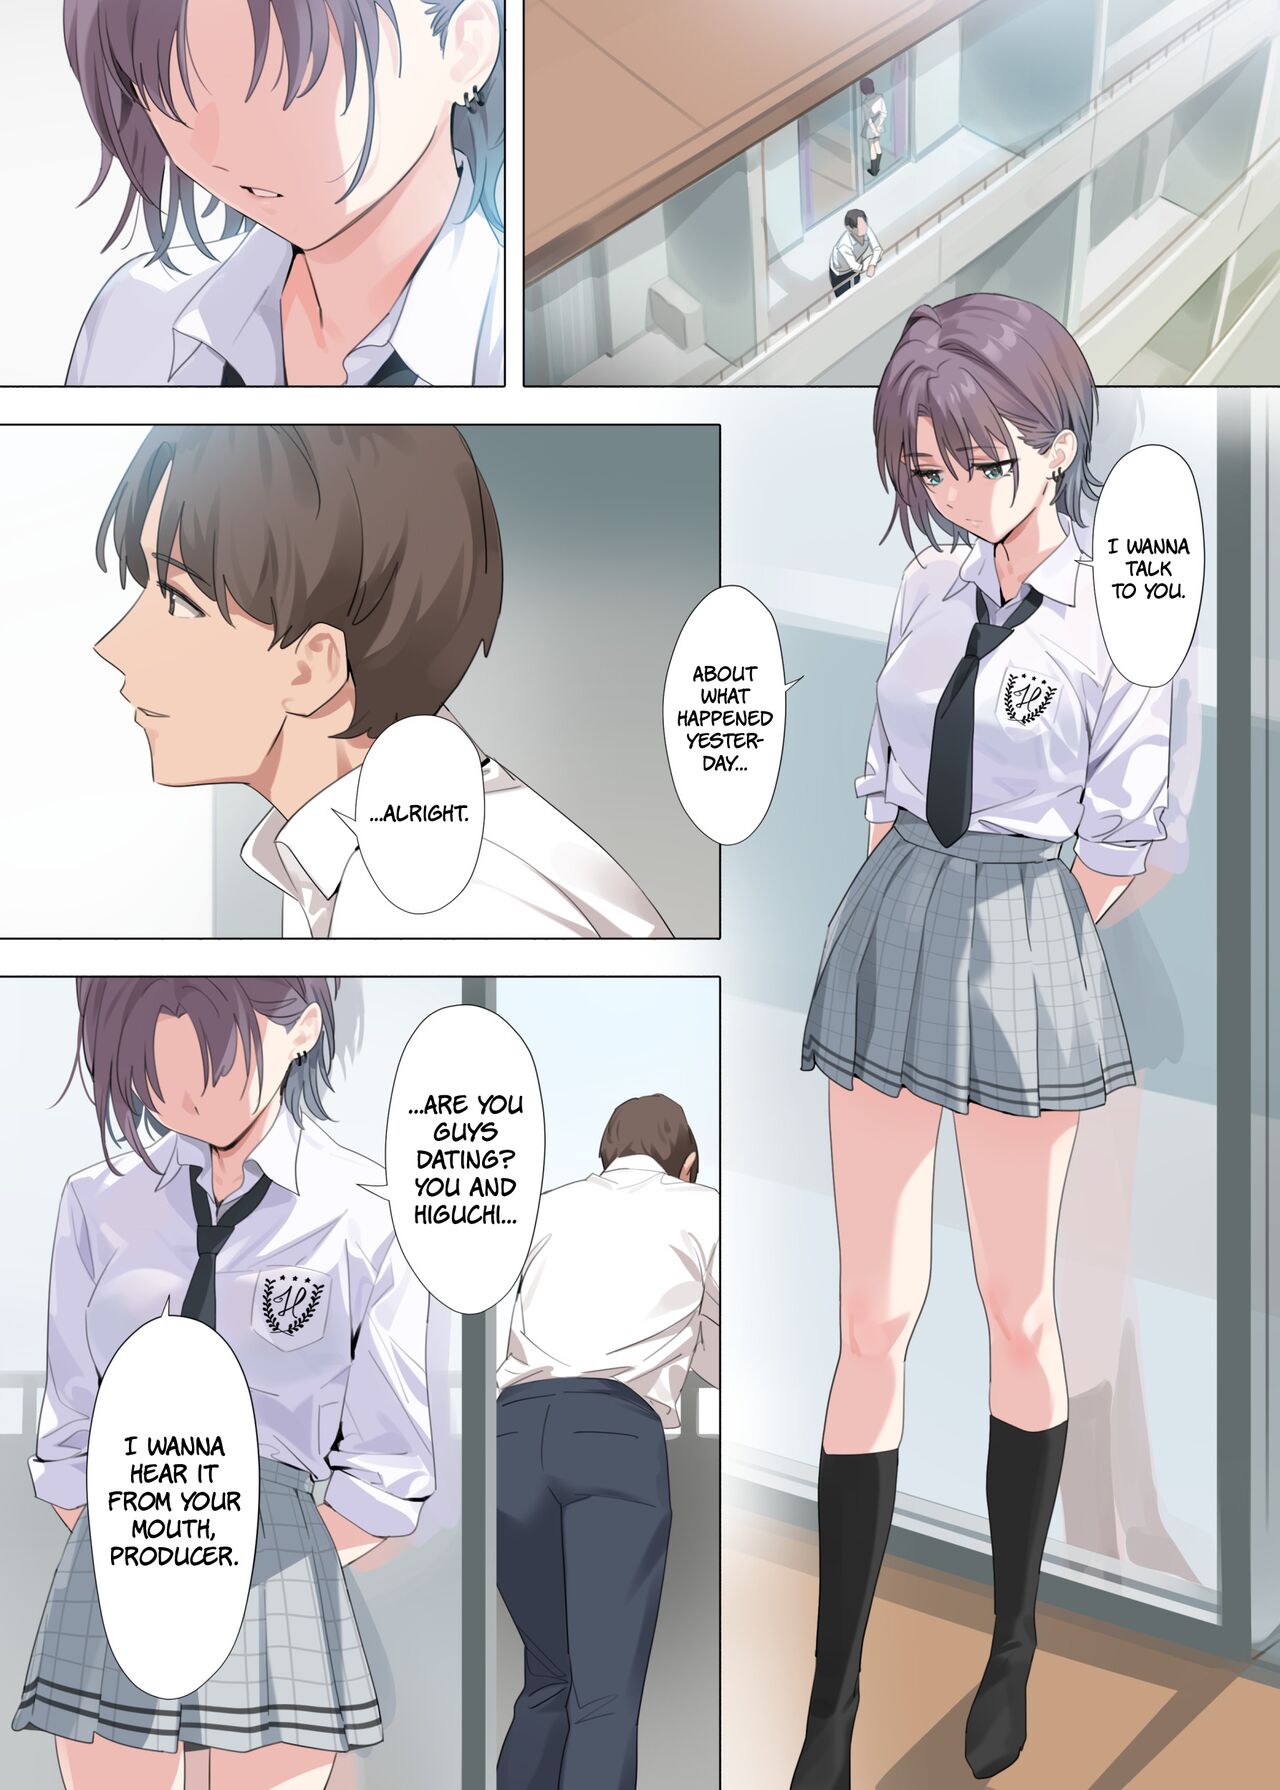 I WANNA
TALK
TO YOU.
ABOUT
WHAT
HAPPENED
YESTER-
DAY...
...ALRIGHT.
...ARE YOU
GUYS
DATING?
YOU AND
HIGUCHI...
I WANNA
HEAR IT
FROM YOUR
MOUTH,
PRODUCER.
H
H